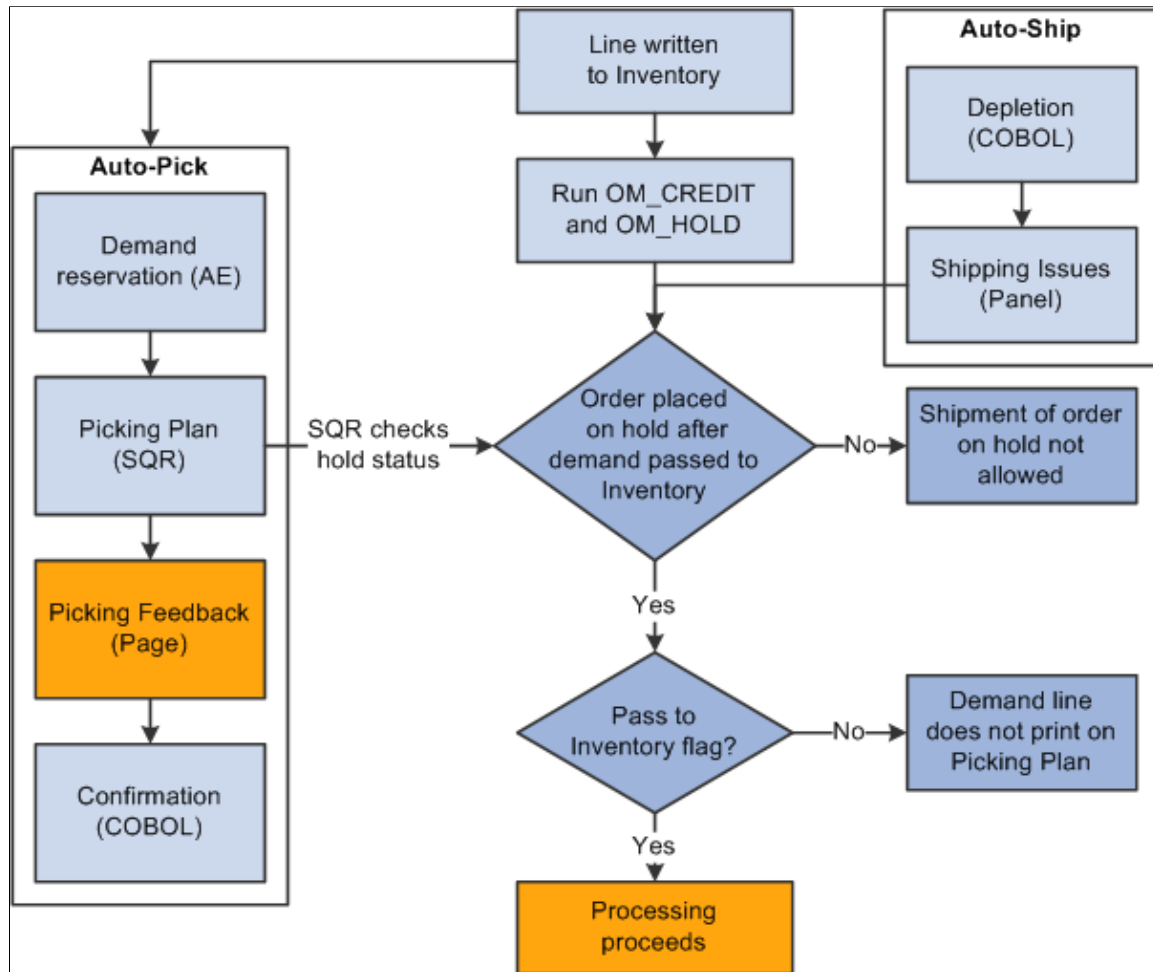 Line written
to Inventory
Auto-Ship
Depletion
(COBOL)
Shipping Issues
(Panel)
Auto-Pick
Demand
reservation (AE)
Picking Plan
(SQR)
Picking Feedback
(Page)
Confirmation
(COBOL)
Run OM_CREDIT
and OM_HOLD
SQR checks
hold status
Order placed
on hold after
demand passed to
Inventory
No
Shipment of order
on hold not
allowed
Yes
Pass to
Inventory flag?
No
Demand line
does not print on
Picking Plan
Yes
Processing
proceeds